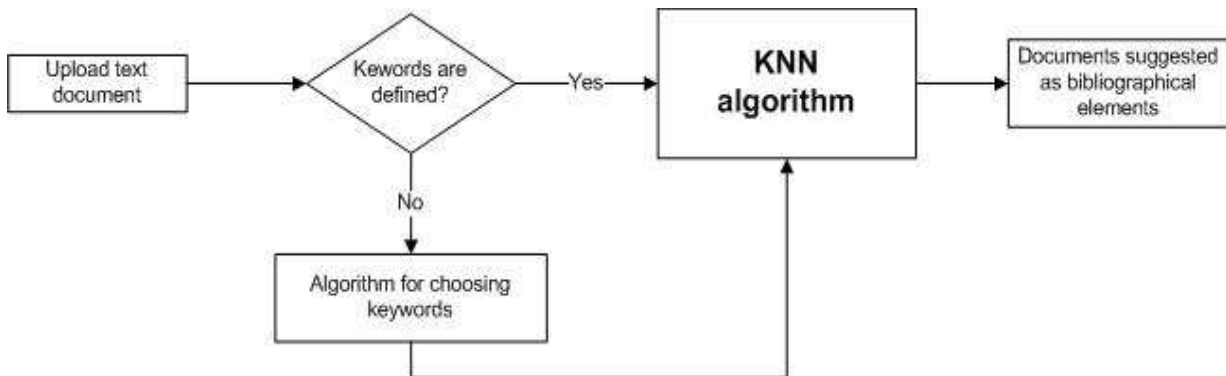 Upload text
document
Kewords are
defined?
Yes
KNN
algorithm
Documents suggested
as bibliographical
elements
No
Algorithm for choosing
keywords